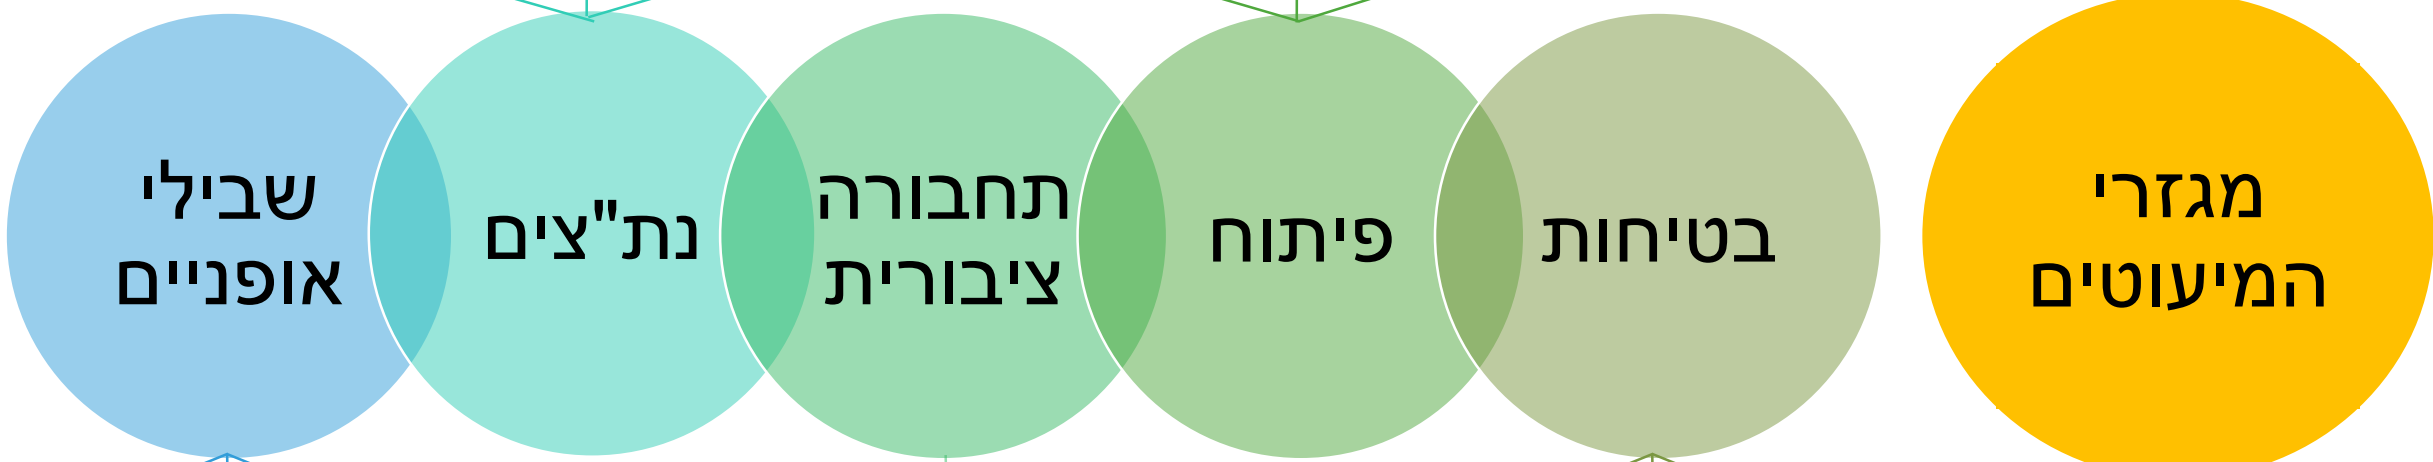 מגזרי
המיעוטים
בטיחות
פיתוח
תחבורה
ציבורית
נת"צים
שבילי
אופניים